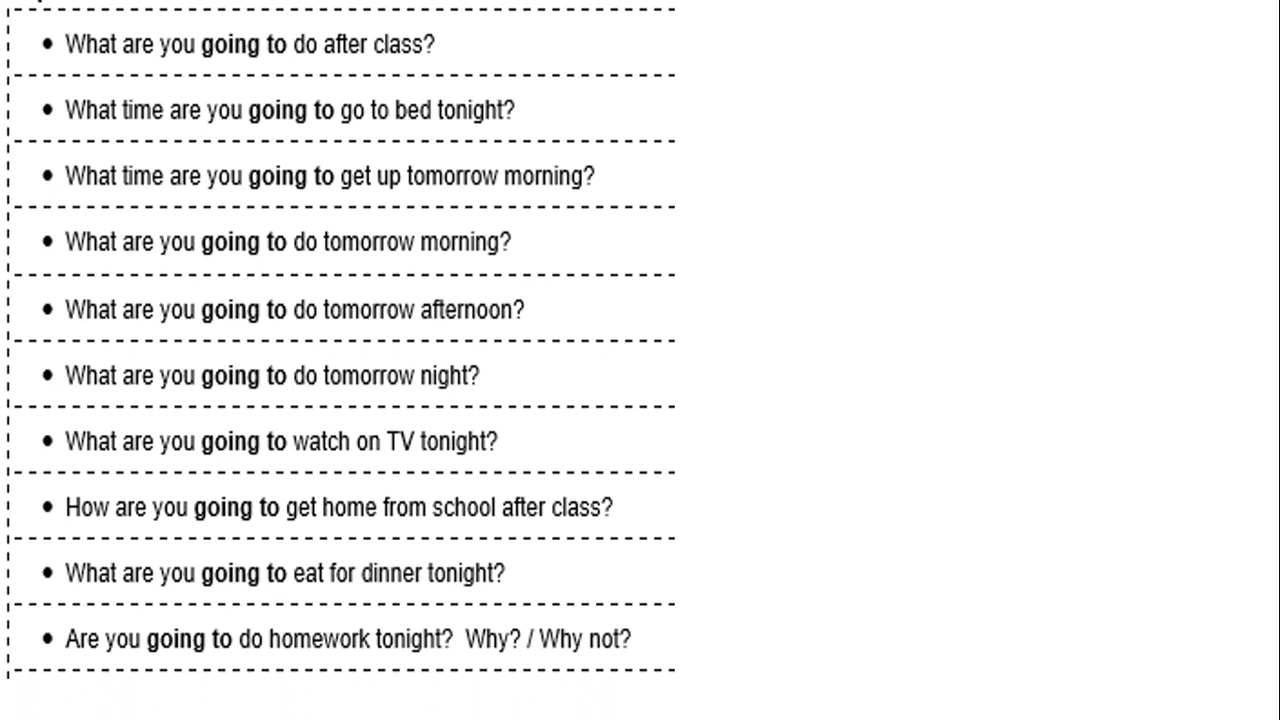 • What are you going to do after class?
• What time are you going to go to bed tonight?
• What time are you going to get up tomorrow morning?
• What are you going to do tomorrow morning?
• What are you going to do tomorrow afternoon?
• What are you going to do tomorrow night?
• What are you going to watch on TV tonight?
• How are you going to get home from school after class?
• What are you going to eat for dinner tonight?
• Are you going to do homework tonight?  Why? / Why not?